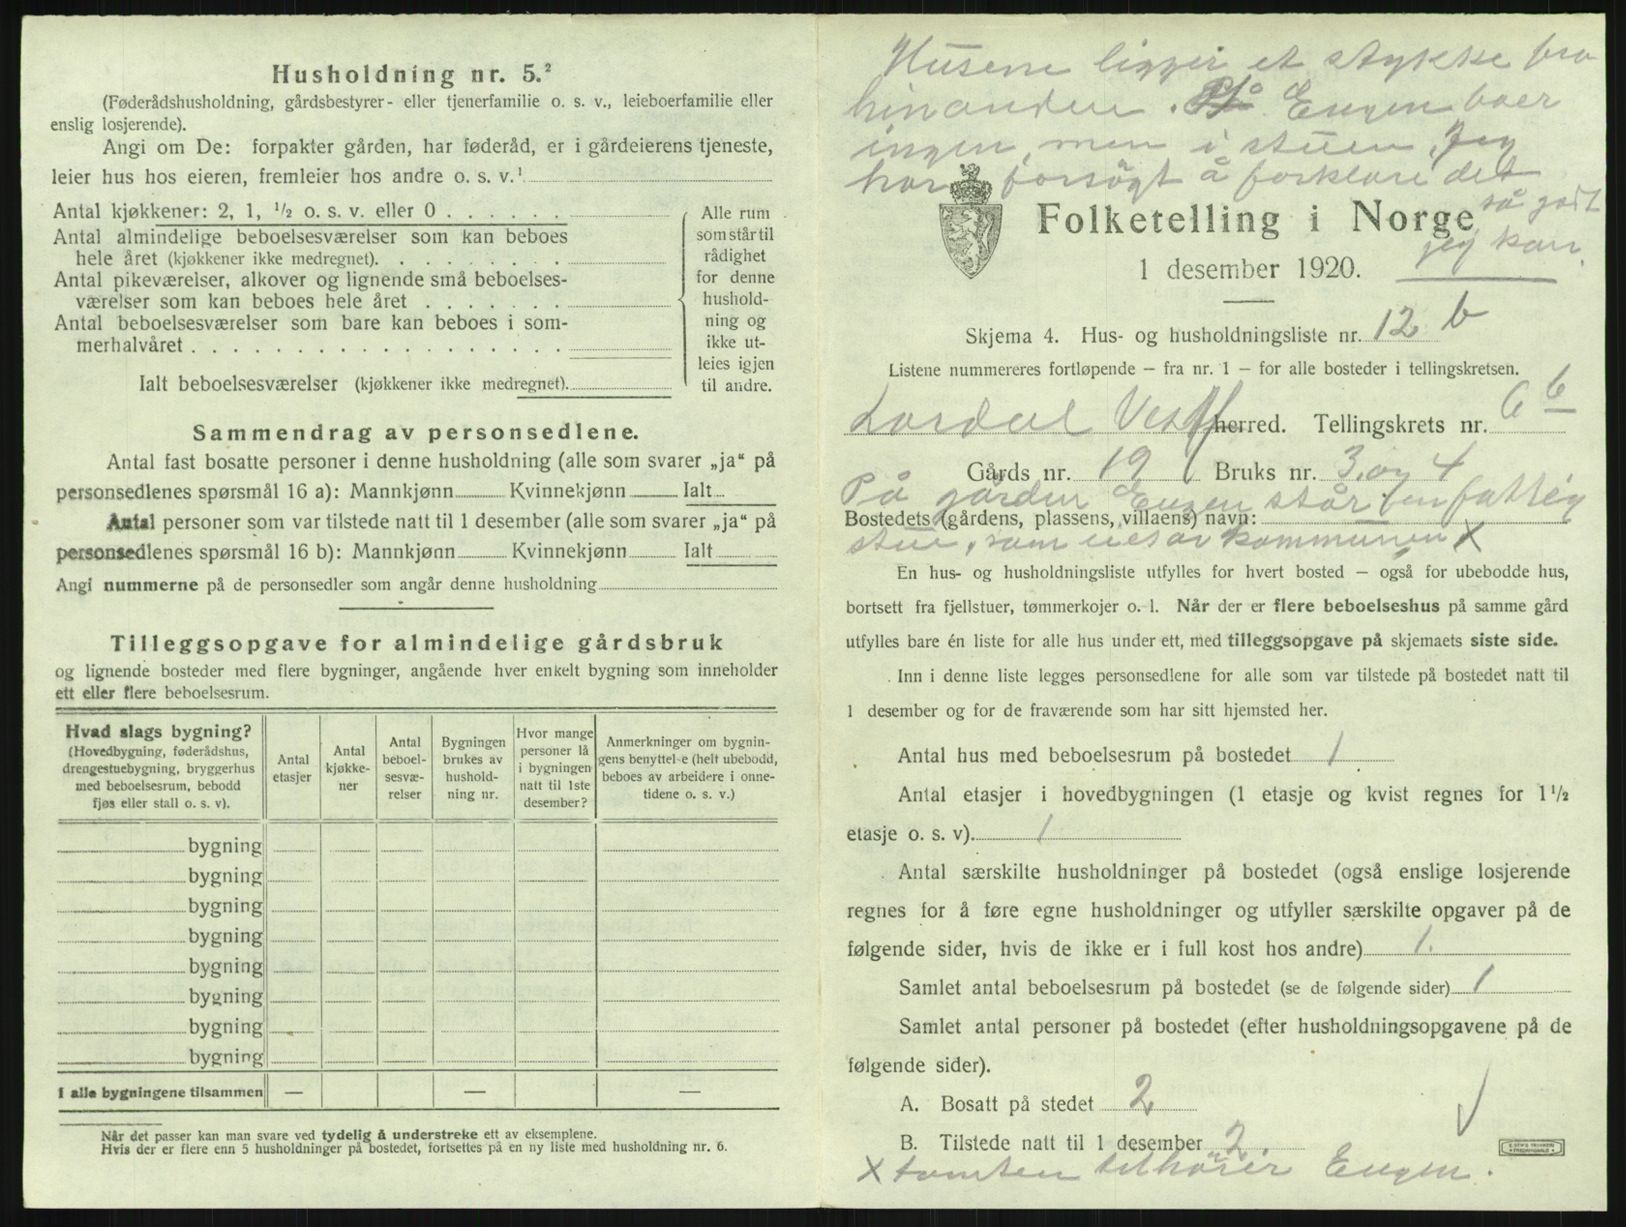 Husholdning nr. 5.²
(Føderådshusholdning, gårdsbestyrer- eller tjenerfamilie o. s. v., leieboerfamilie eller
enslig losjerende).
Angi om De: forpakter gården, har føderåd, er i gårdeierens tjeneste,
leier hus hos eieren, fremleier hos andre o. s. v.¹
Antal kjøkkener: 2, 1, ½ o. s. v. eller 0 . . . . . .
Antal almindelige beboelsesværelser som kan beboes
hele året (kjøkkener ikke medregnet). . . . . . . . .
Antal pikeværelser, alkover og lignende små beboelses-
værelser som kan beboes hele året . . . . . . .
Antal beboelsesværelser som bare kan beboes i som-
merhalvåret . . . . . . . . . . . . . . . . . .
Ialt beboelsesværelser (kjøkkener ikke medregnet).
Alle rum
som står til
rådighet
for denne
hushold-
ning og
ikke ut-
leies igjen
til andre.
Sammendrag av personsedlene.
Antal fast bosatte personer i denne husholdning (alle som svarer „ja“ på
personsedlenes spørsmål 16 a): Mannkjønn Kvinnekjønn Ialt
Antal personer som var tilstede natt til 1 desember (alle som svarer „ja“ på
personsedlenes spørsmål 16 b): Mannkjønn Kvinnekjønn Ialt
Angi nummerne på de personsedler som angår denne husholdning
Tilleggsopgave for almindelige gårdsbruk
og lignende bosteder med flere bygninger, angående hver enkelt bygning som inneholder
ett eller flere beboelsesrum.
Hvad slags bygning?
(Hovedbygning, føderådshus,
drengestuebygning, bryggerhus
med beboelsesrum, bebodd
fjøs eller stall o. s. v).
Antal
etasjer
Antal
kjøkke-
ner
Antal
beboel-
sesvæ-
relser
Bygningen
brukes av
hushold-
ning nr.
Hvor mange
personer lå
i bygningen
natt til 1ste
desember?
Anmerkninger om bygnin-
gens benyttel-e (helt ubebodd,
beboes av arbeidere i onne-
tidene o. s. v.)
bygning
bygning
bygning
bygning
bygning
bygning
bygning
bygning
I alle bygningene tilsammen — — —
Når det passer kan man svare ved tydelig å understreke ett av eksemplene.
Hvis der er flere enn 5 husholdninger på bostedet, fortsettes på en ny liste med husholdning nr. 6.
Husene ligger et stykke fra
hinanden. På Eugen boer
ingen, men i stuen. Jeg
har forsøgt å forklare det
så godt
jeg kan.
Folketelling i Norge
1 desember 1920.
Skjema 4. Hus- og husholdningsliste nr. 12 b
Listene nummereres fortløpende — fra nr. 1 — for alle bosteder i tellingskretsen.
Lardal Vestf herred. Tellingskrets nr. 6 b
Gårds nr. 19 Bruks nr. 3 og 4
På gården Eugen står en fattig
Bostedets (gårdens, plassens, villaens) navn:
stue, som eies av kommunen X
En hus- og husholdningsliste utfylles for hvert bosted — også for ubebodde hus,
bortsett fra fjellstuer, tømmerkojer o. l. Når der er flere beboelseshus på samme gård
utfylles bare én liste for alle hus under ett, med tilleggsopgave på skjemaets siste side.
Inn i denne liste legges personsedlene for alle som var tilstede på bostedet natt til
1 desember og for de fraværende som har sitt hjemsted her.
Antal hus med beboelsesrum på bostedet 1
Antal etasjer i hovedbygningen (1 etasje og kvist regnes for 1½
etasje o. s. v). 1
Antal særskilte husholdninger på bostedet (også enslige losjerende
regnes for å føre egne husholdninger og utfyller særskilte opgaver på de
følgende sider, hvis de ikke er i full kost hos andre) 1.
Samlet antal beboelsesrum på bostedet (se de følgende sider) 1
Samlet antal personer på bostedet (efter husholdningsopgavene på de
følgende sider).
A. Bosatt på stedet 2
B. Tilstede natt til 1 desember 2.
X tomten tilhører Eugen.